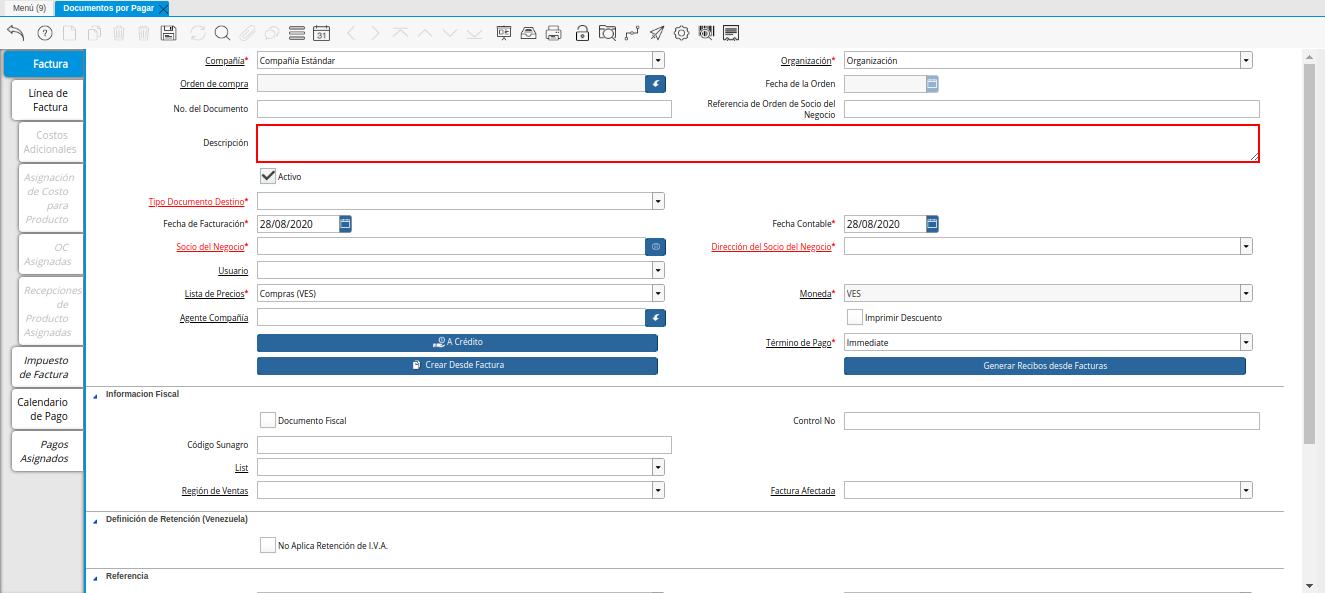 Menú (9)
Documentos por Pagar
31
Factura
Línea de
Factura
Costos
Adicionales
Asignación
de Costo
para
Producto
OC
Asignadas
Recepciones
de
Producto
Asignadas
Impuesto
de Factura
Calendario
de Pago
Pagos
Asignados
Compañía* Compañía Estándar Organización* Organización
Orden de compra Fecha de la Orden
No. del Documento Referencia de Orden de Socio del
Negocio
Descripción
Activo
Tipo Documento Destino*
Fecha de Facturación* 28/08/2020 Fecha Contable* 28/08/2020
Socio del Negocio* Dirección del Socio del Negocio*
Usuario
Lista de Precios* Compras (VES) Moneda* VES
Agente Compañía Imprimir Descuento
A Crédito Término de Pago* Immediate
Crear Desde Factura Generar Recibos desde Facturas
Informacion Fiscal
Documento Fiscal Control No
Código Sunagro
List
Región de Ventas Factura Afectada
Definición de Retención (Venezuela)
No Aplica Retención de I.V.A.
Referencia